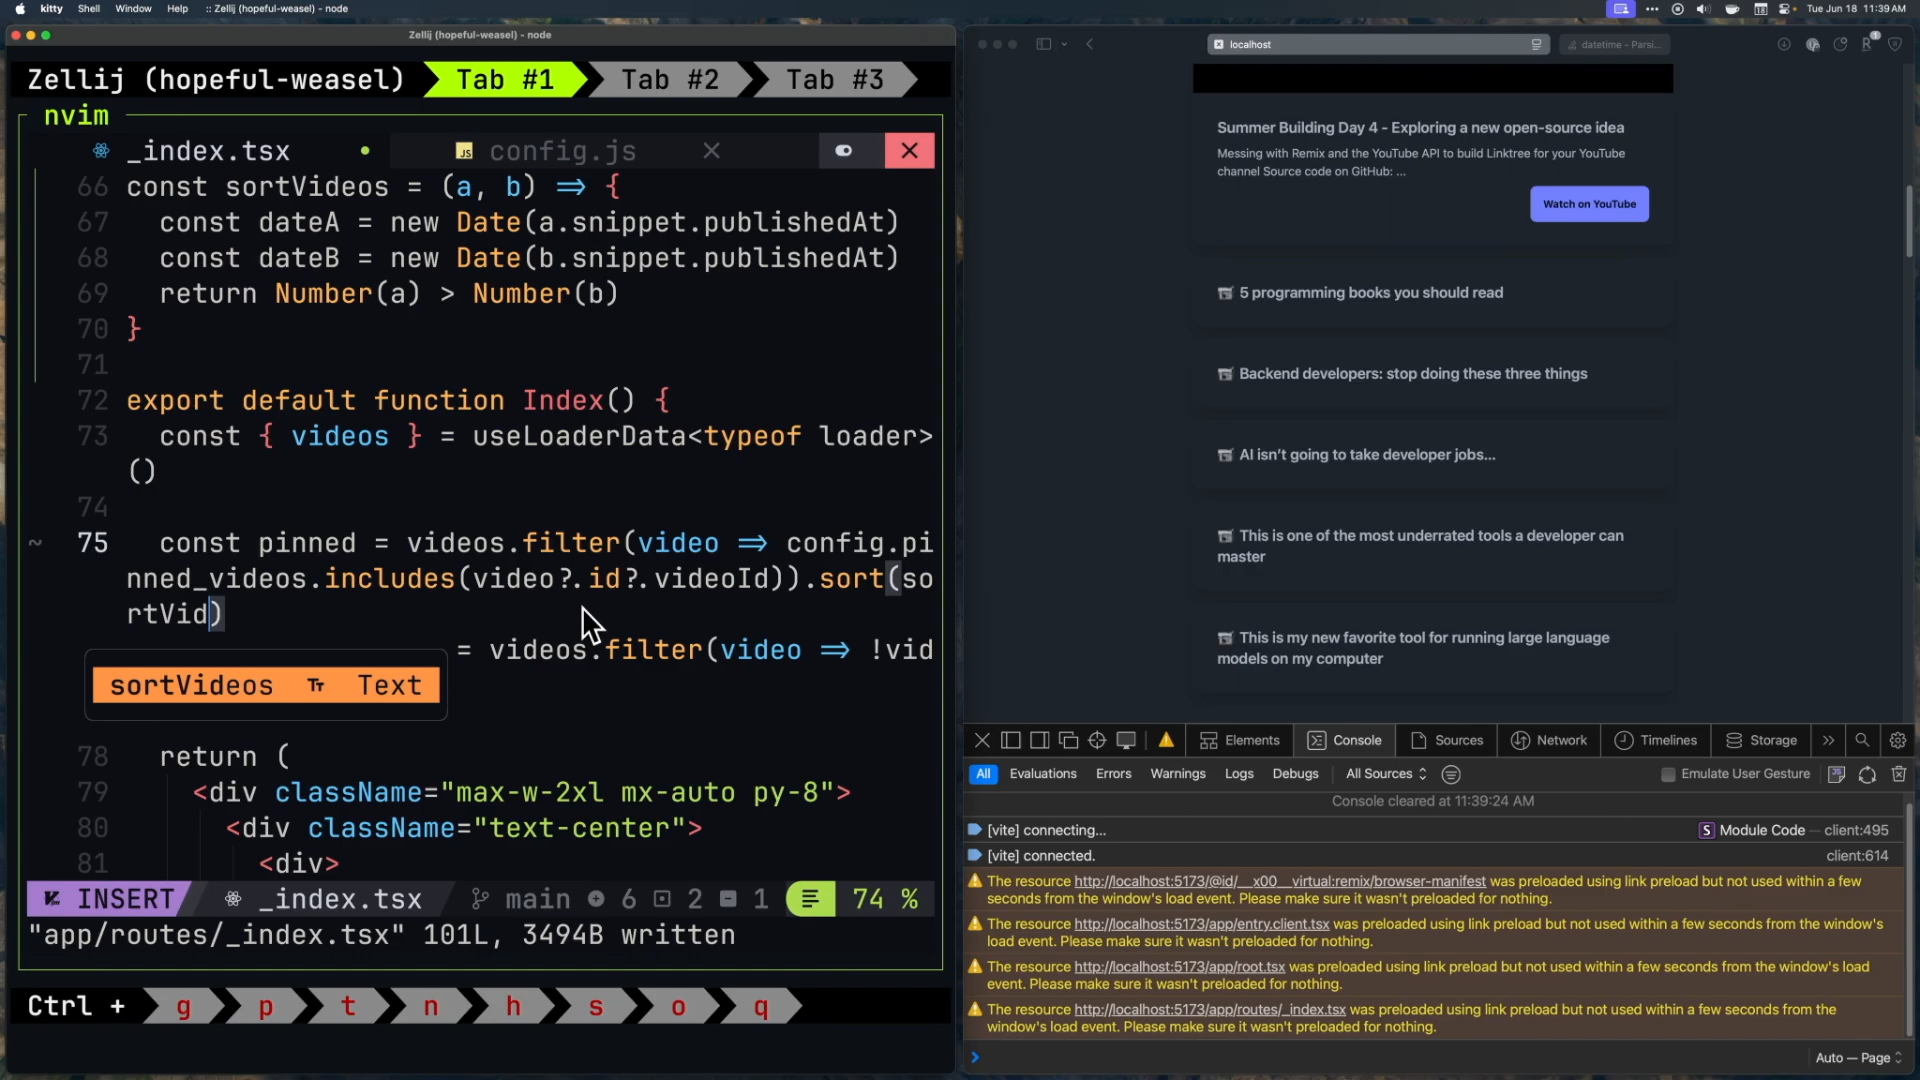 kitty Shell Window Help :: Zellij (hopeful-weasel) - node
Tue Jun 18 11:39 AM
Zellij (hopeful-weasel) - node
Zellij (hopeful-weasel) Tab #1 Tab #2 Tab #3
nvim
_index.tsx config.js
66 const sortVideos = (a, b) ⇒ {
67 const dateA = new Date(a.snippet.publishedAt)
68 const dateB = new Date(b.snippet.publishedAt)
69 return Number(a) > Number(b)
70 }
71
72 export default function Index() {
73 const { videos } = useLoaderData<typeof loader>
()
74
75 const pinned = videos.filter(video ⇒ config.pi
nned_videos.includes(video?.id?.videoId)).sort(so
rtVid)
= videos.filter(video ⇒ !vid
sortVideos Text
78 return (
79 <div className="max-w-2xl mx-auto py-8">
80 <div className="text-center">
81 <div>
INSERT _index.tsx main 6 2 1 74 %
"app/routes/_index.tsx" 101L, 3494B written
Ctrl + g p t n h s o q
localhost
datetime - Parsi...
Summer Building Day 4 - Exploring a new open-source idea
Messing with Remix and the YouTube API to build Linktree for your YouTube
channel Source code on GitHub: ...
Watch on YouTube
5 programming books you should read
Backend developers: stop doing these three things
AI isn't going to take developer jobs...
This is one of the most underrated tools a developer can
master
This is my new favorite tool for running large language
models on my computer
Elements Console Sources Network Timelines Storage
All Evaluations Errors Warnings Logs Debugs All Sources Emulate User Gesture
Console cleared at 11:39:24 AM
[vite] connecting... S Module Code — client:495
[vite] connected. client:614
The resource http://localhost:5173/@id/__x00__virtual:remix/browser-manifest was preloaded using link preload but not used within a few
seconds from the window's load event. Please make sure it wasn't preloaded for nothing.
The resource http://localhost:5173/app/entry.client.tsx was preloaded using link preload but not used within a few seconds from the window's
load event. Please make sure it wasn't preloaded for nothing.
The resource http://localhost:5173/app/root.tsx was preloaded using link preload but not used within a few seconds from the window's load
event. Please make sure it wasn't preloaded for nothing.
The resource http://localhost:5173/app/routes/_index.tsx was preloaded using link preload but not used within a few seconds from the
window's load event. Please make sure it wasn't preloaded for nothing.
Auto — Page